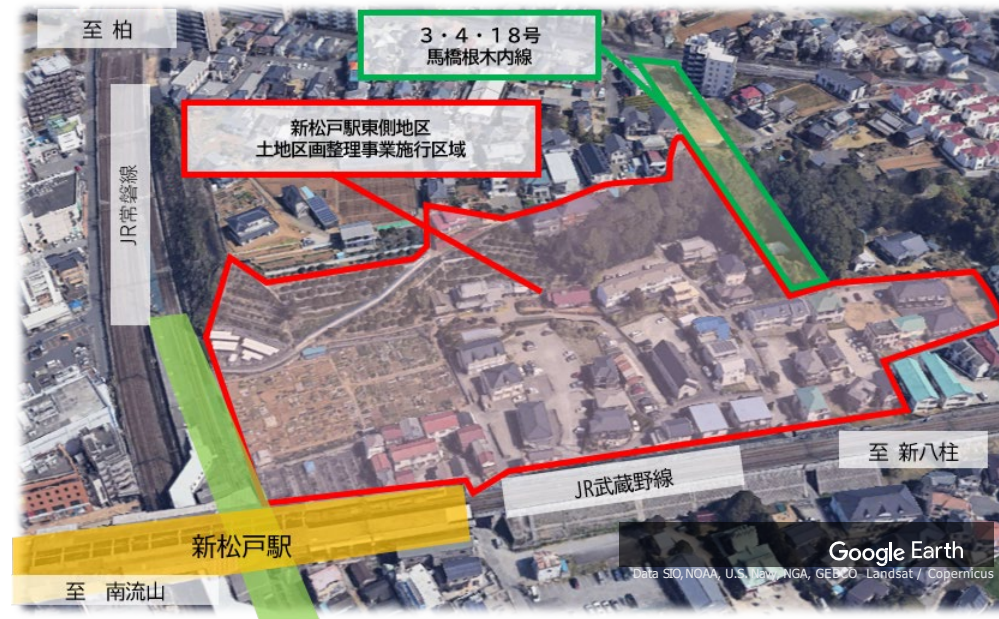 至 柏
3・4・18号
馬橋根木内線
新松戸駅東側地区
土地区画整理事業施行区域
JR常磐線
至 新八柱
JR武蔵野線
新松戸駅
Google Earth
Data SIO, NOAA, U.S. Navy, NGA, GEBCO Landsat / Copernicus
至 南流山